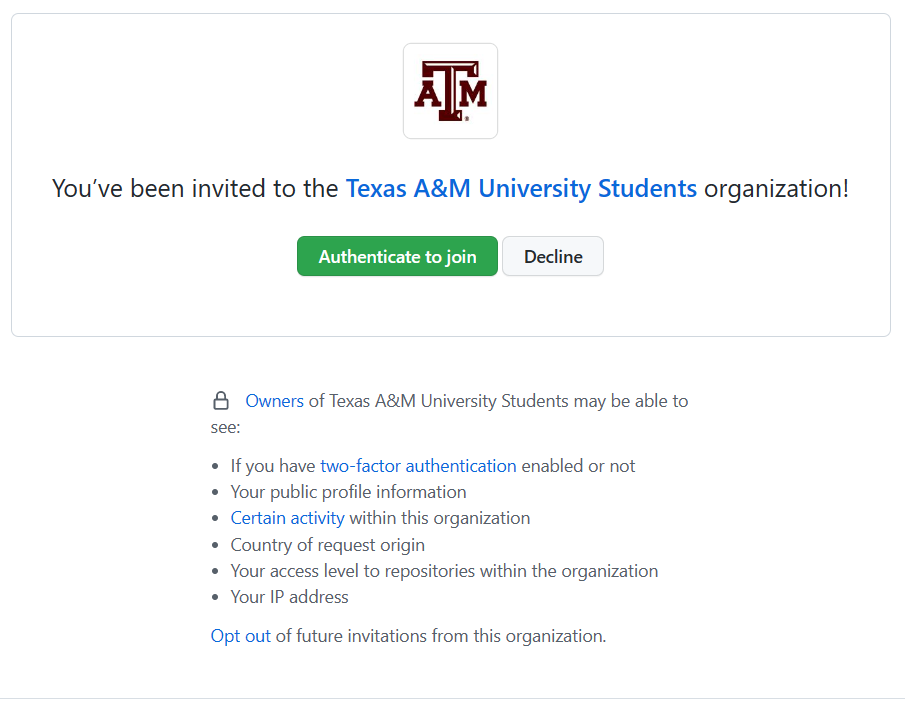 ATM
You’ve been invited to the Texas A&M University Students organization!
Authenticate to join
Decline
Owners of Texas A&M University Students may be able to
see:
• If you have two-factor authentication enabled or not
• Your public profile information
• Certain activity within this organization
• Country of request origin
• Your access level to repositories within the organization
• Your IP address
Opt out of future invitations from this organization.